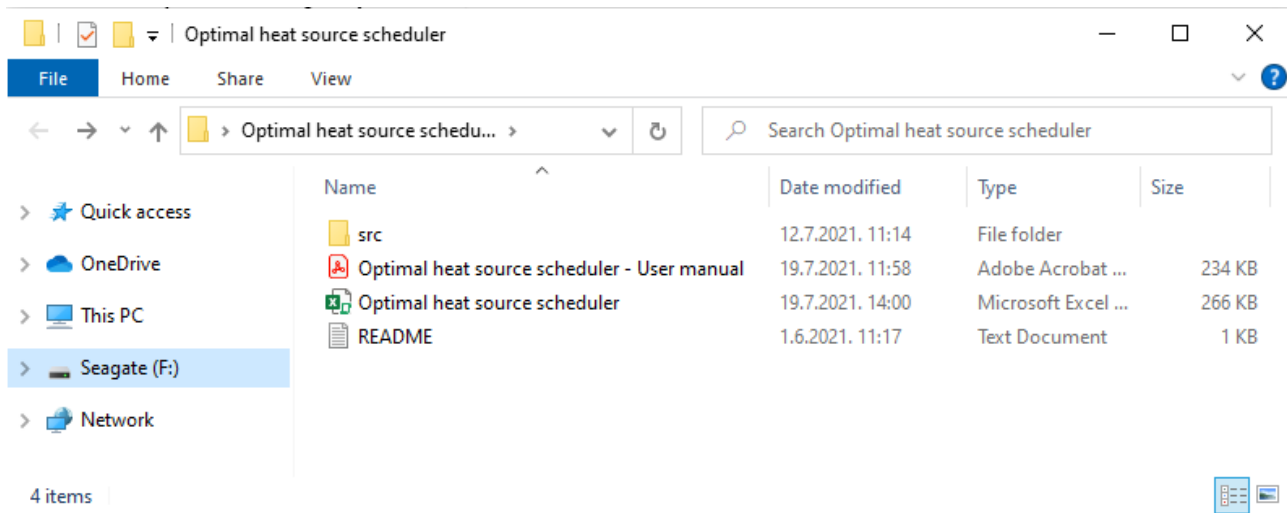 Optimal heat source scheduler
File Home Share View
Optimal heat source schedu... Search Optimal heat source scheduler
Name Date modified Type Size
Quick access
OneDrive
This PC
Seagate (F:)
Network
src 12.7.2021. 11:14 File folder
Optimal heat source scheduler - User manual 19.7.2021. 11:58 Adobe Acrobat ... 234 KB
Optimal heat source scheduler 19.7.2021. 14:00 Microsoft Excel ... 266 KB
README 1.6.2021. 11:17 Text Document 1 KB
4 items